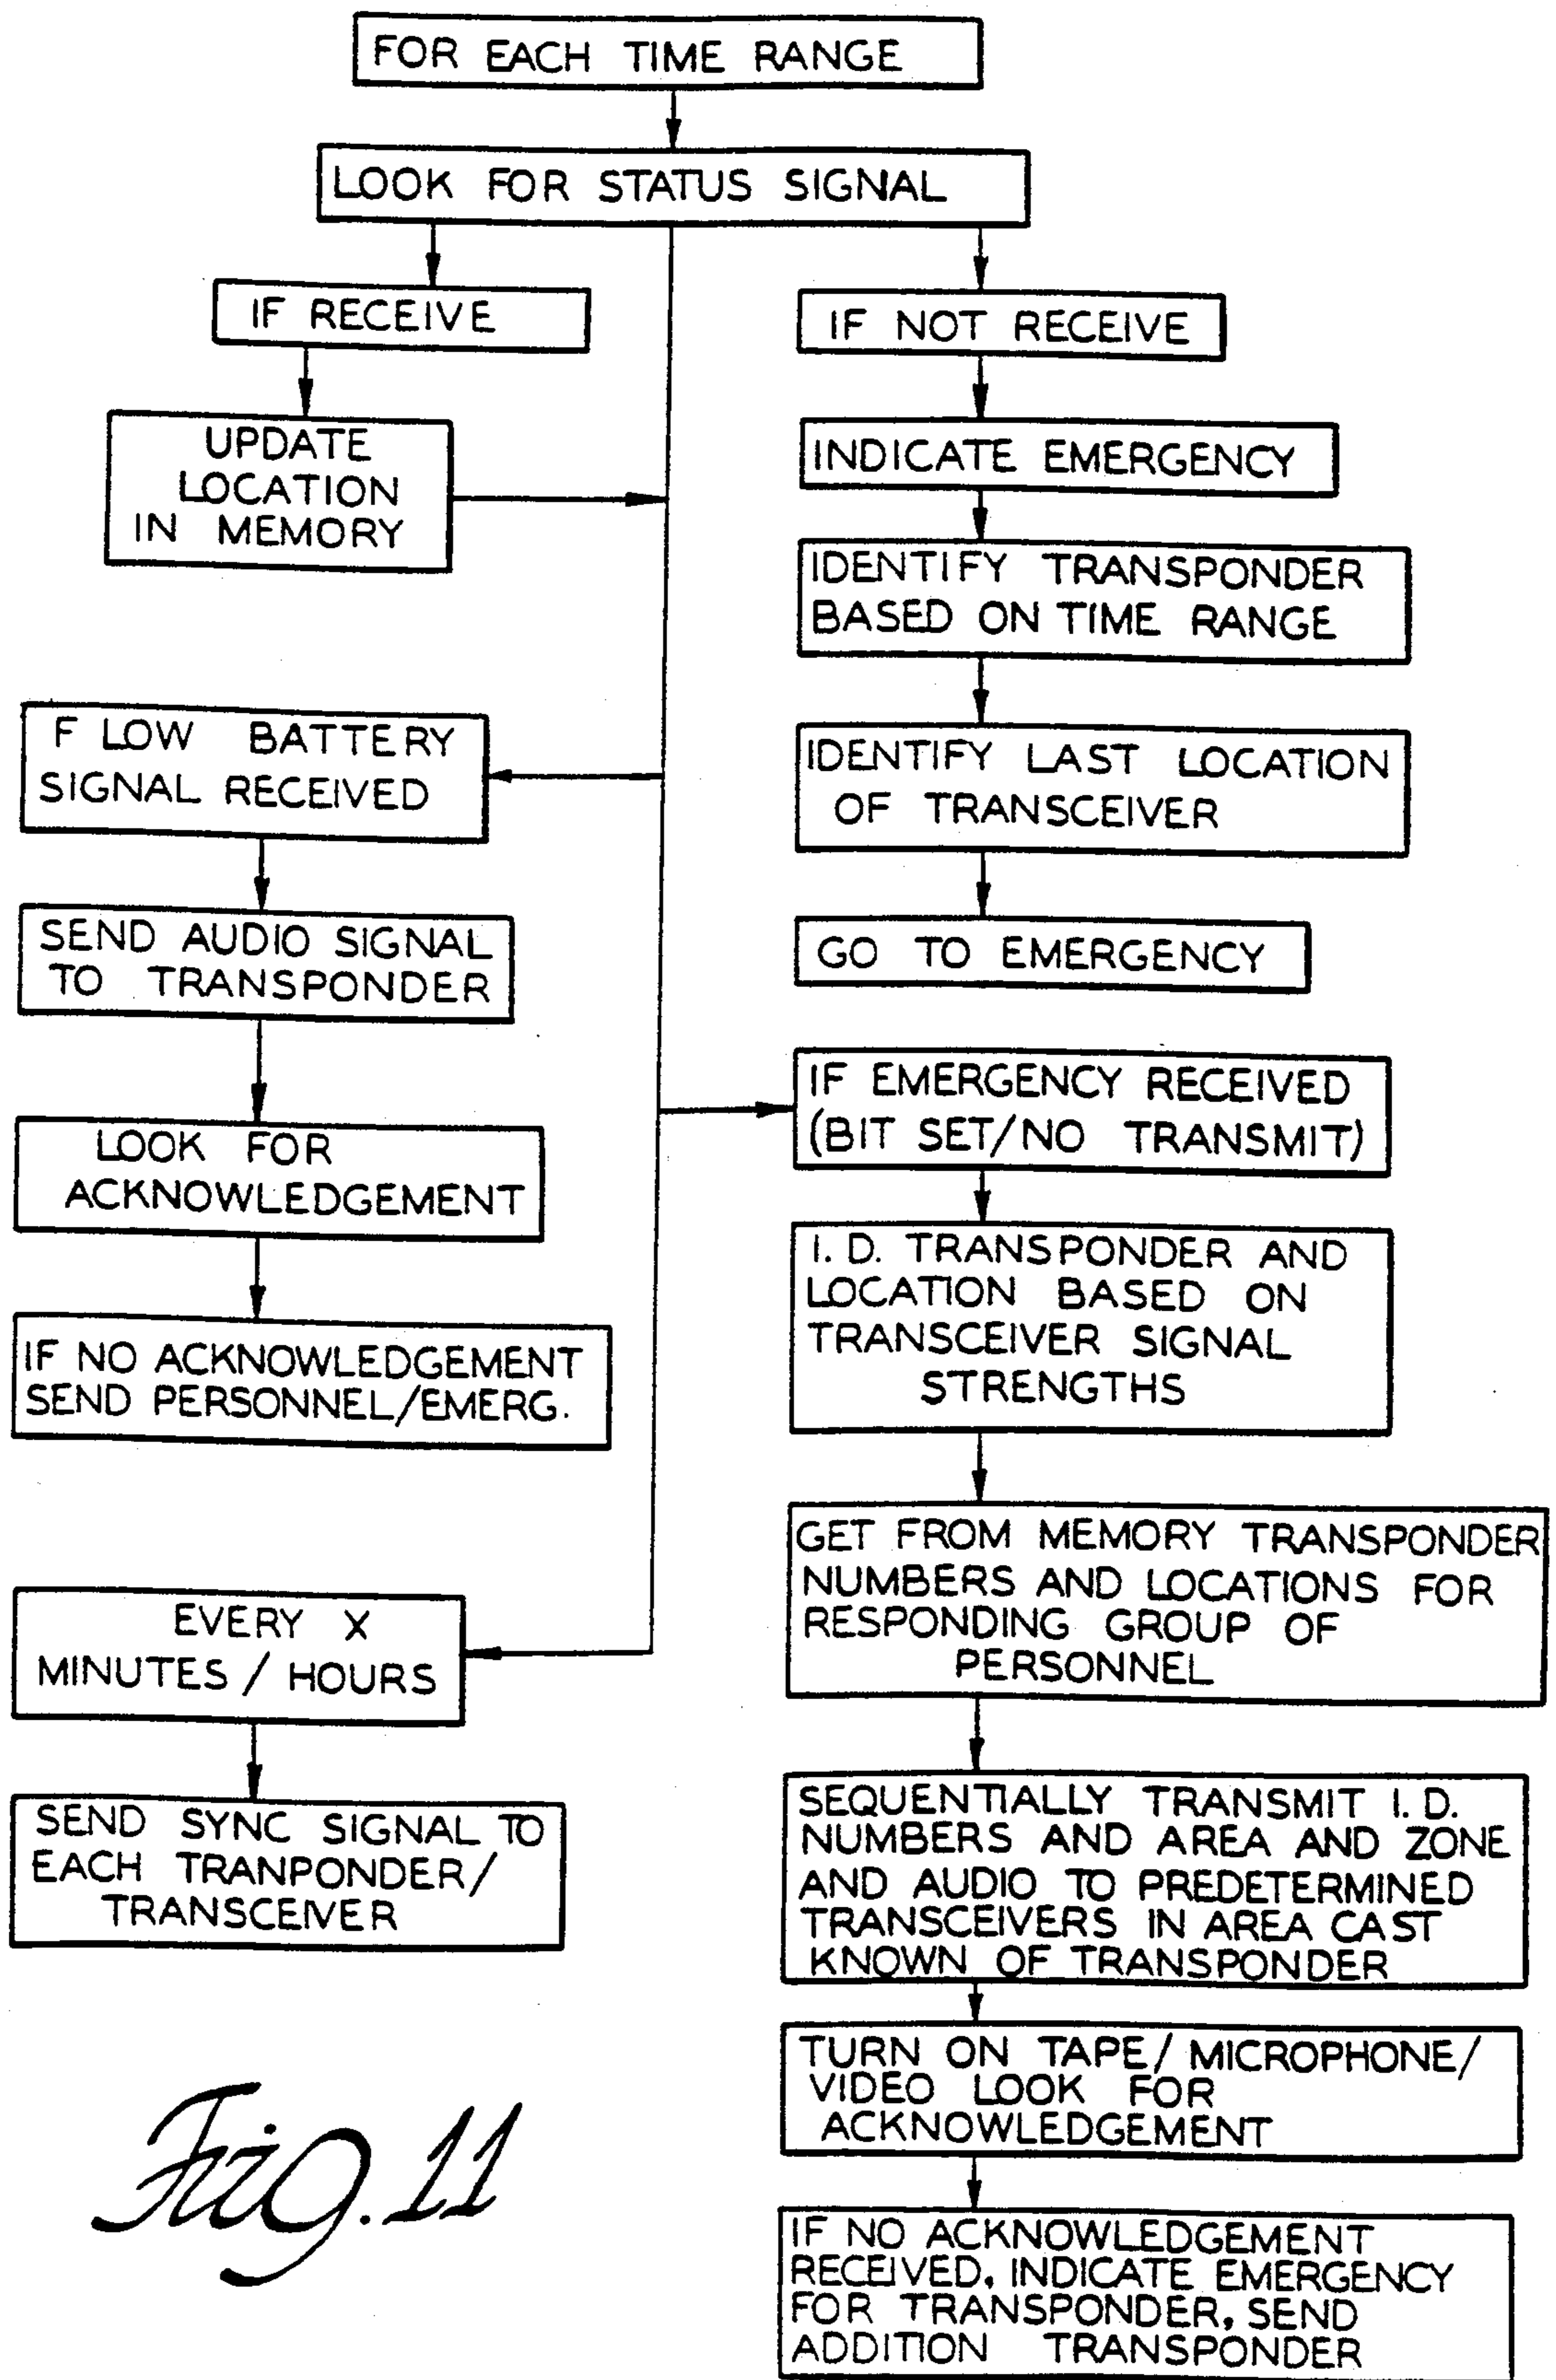 FOR EACH TIME RANGE
LOOK FOR STATUS SIGNAL
IF RECEIVE
UPDATE
LOCATION
IN MEMORY
IF NOT RECEIVE
INDICATE EMERGENCY
IDENTIFY TRANSPONDER
BASED ON TIME RANGE
IDENTIFY LAST LOCATION
OF TRANSCEIVER
GO TO EMERGENCY
F LOW BATTERY
SIGNAL RECEIVED
SEND AUDIO SIGNAL
TO TRANSPONDER
LOOK FOR
ACKNOWLEDGEMENT
IF NO ACKNOWLEDGEMENT
SEND PERSONNEL/EMERG.
IF EMERGENCY RECEIVED
(BIT SET/NO TRANSMIT)
I. D. TRANSPONDER AND
LOCATION BASED ON
TRANSCEIVER SIGNAL
STRENGTHS
GET FROM MEMORY TRANSPONDER
NUMBERS AND LOCATIONS FOR
RESPONDING GROUP OF
PERSONNEL
EVERY X
MINUTES / HOURS
SEND SYNC SIGNAL TO
EACH TRANPONDER/
TRANSCEIVER
SEQUENTIALLY TRANSMIT I. D.
NUMBERS AND AREA AND ZONE
AND AUDIO TO PREDETERMINED
TRANSCEIVERS IN AREA CAST
KNOWN OF TRANSPONDER
TURN ON TAPE/ MICROPHONE/
VIDEO LOOK FOR
ACKNOWLEDGEMENT
IF NO ACKNOWLEDGEMENT
RECEIVED, INDICATE EMERGENCY
FOR TRANSPONDER, SEND
ADDITION TRANSPONDER
Fig. 11